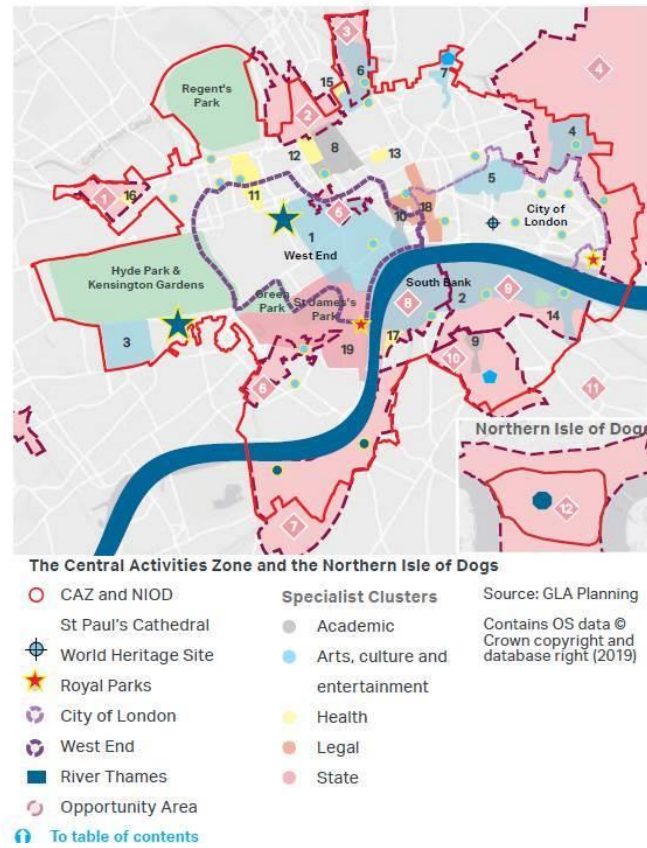 3
4
15
6
7
Regent's
Park
2
12
8
13
4
5
1
16
11
5
10
18
City of
London
1
West End
Hyde Park &
Kensington Gardens
Green
Park
St James's
Park
South Bank
8
2
9
14
3
19
17
6
10
9
11
7
Northern Isle of Dogs
12
The Central Activities Zone and the Northern Isle of Dogs
CAZ and NIOD
St Paul's Cathedral
World Heritage Site
Royal Parks
City of London
West End
River Thames
Opportunity Area
To table of contents
Specialist Clusters
Academic
Arts, culture and
entertainment
Health
Legal
State
Source: GLA Planning
Contains OS data ©
Crown copyright and
database right (2019)